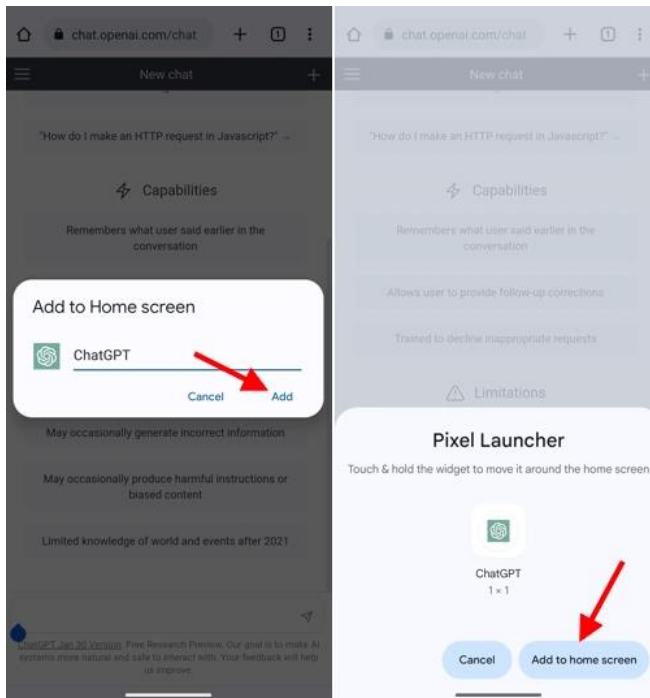 chat.openai.com/chat
1
New chat
"How do I make an HTTP request in Javascript?" →
Capabilities
Remembers what user said earlier in the
conversation
Add to Home screen
ChatGPT
Cancel Add
May occasionally generate incorrect information
May occasionally produce harmful instructions or
biased content
Limited knowledge of world and events after 2021
ChatGPT Jan 30 Version. Free Research Preview. Our goal is to make AI
systems more natural and safe to interact with. Your feedback will help
us improve.
chat.openai.com/chat
1
New chat
"How do I make an HTTP request in Javascript?" →
Capabilities
Remembers what user said earlier in the
conversation
Allows user to provide follow-up corrections
Trained to decline inappropriate requests
Limitations
Pixel Launcher
Touch & hold the widget to move it around the home screen
ChatGPT
1 × 1
Cancel Add to home screen